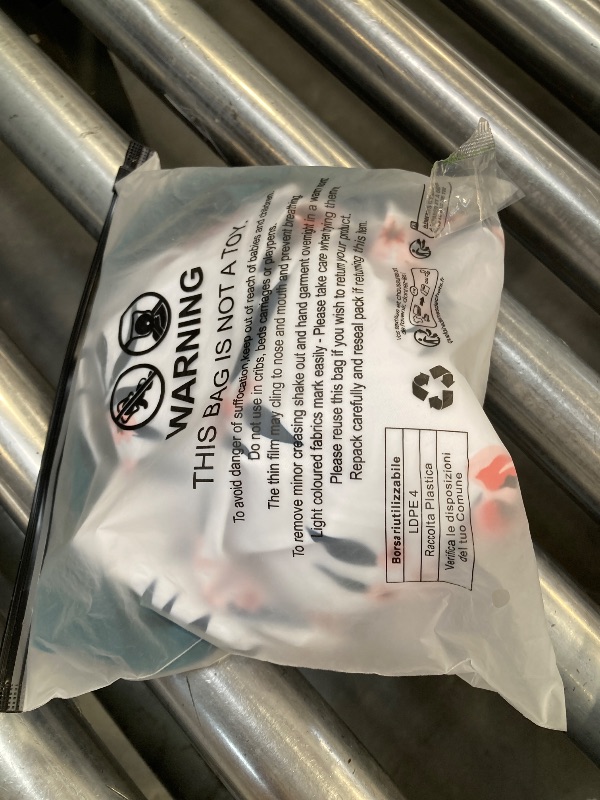 WARNING
THIS BAG IS NOT A TOY.
To avoid danger of suffocation,keep out of reach of babies and children.
Do not use in cribs, beds carriages or playpens.
The thin film may cling to nose and mouth and prevent breathing.
To remove minor creasing shake out and hand garment overnight in a warm room.
Light coloured fabrics mark easily - Please take care when tying them.
Please reuse this bag if you wish to return your product.
Repack carefully and reseal pack if returning this item.
Borsa riutilizzabile
LDPE 4
Raccolta Plastica
Verifica le disposizioni
del tuo Comune